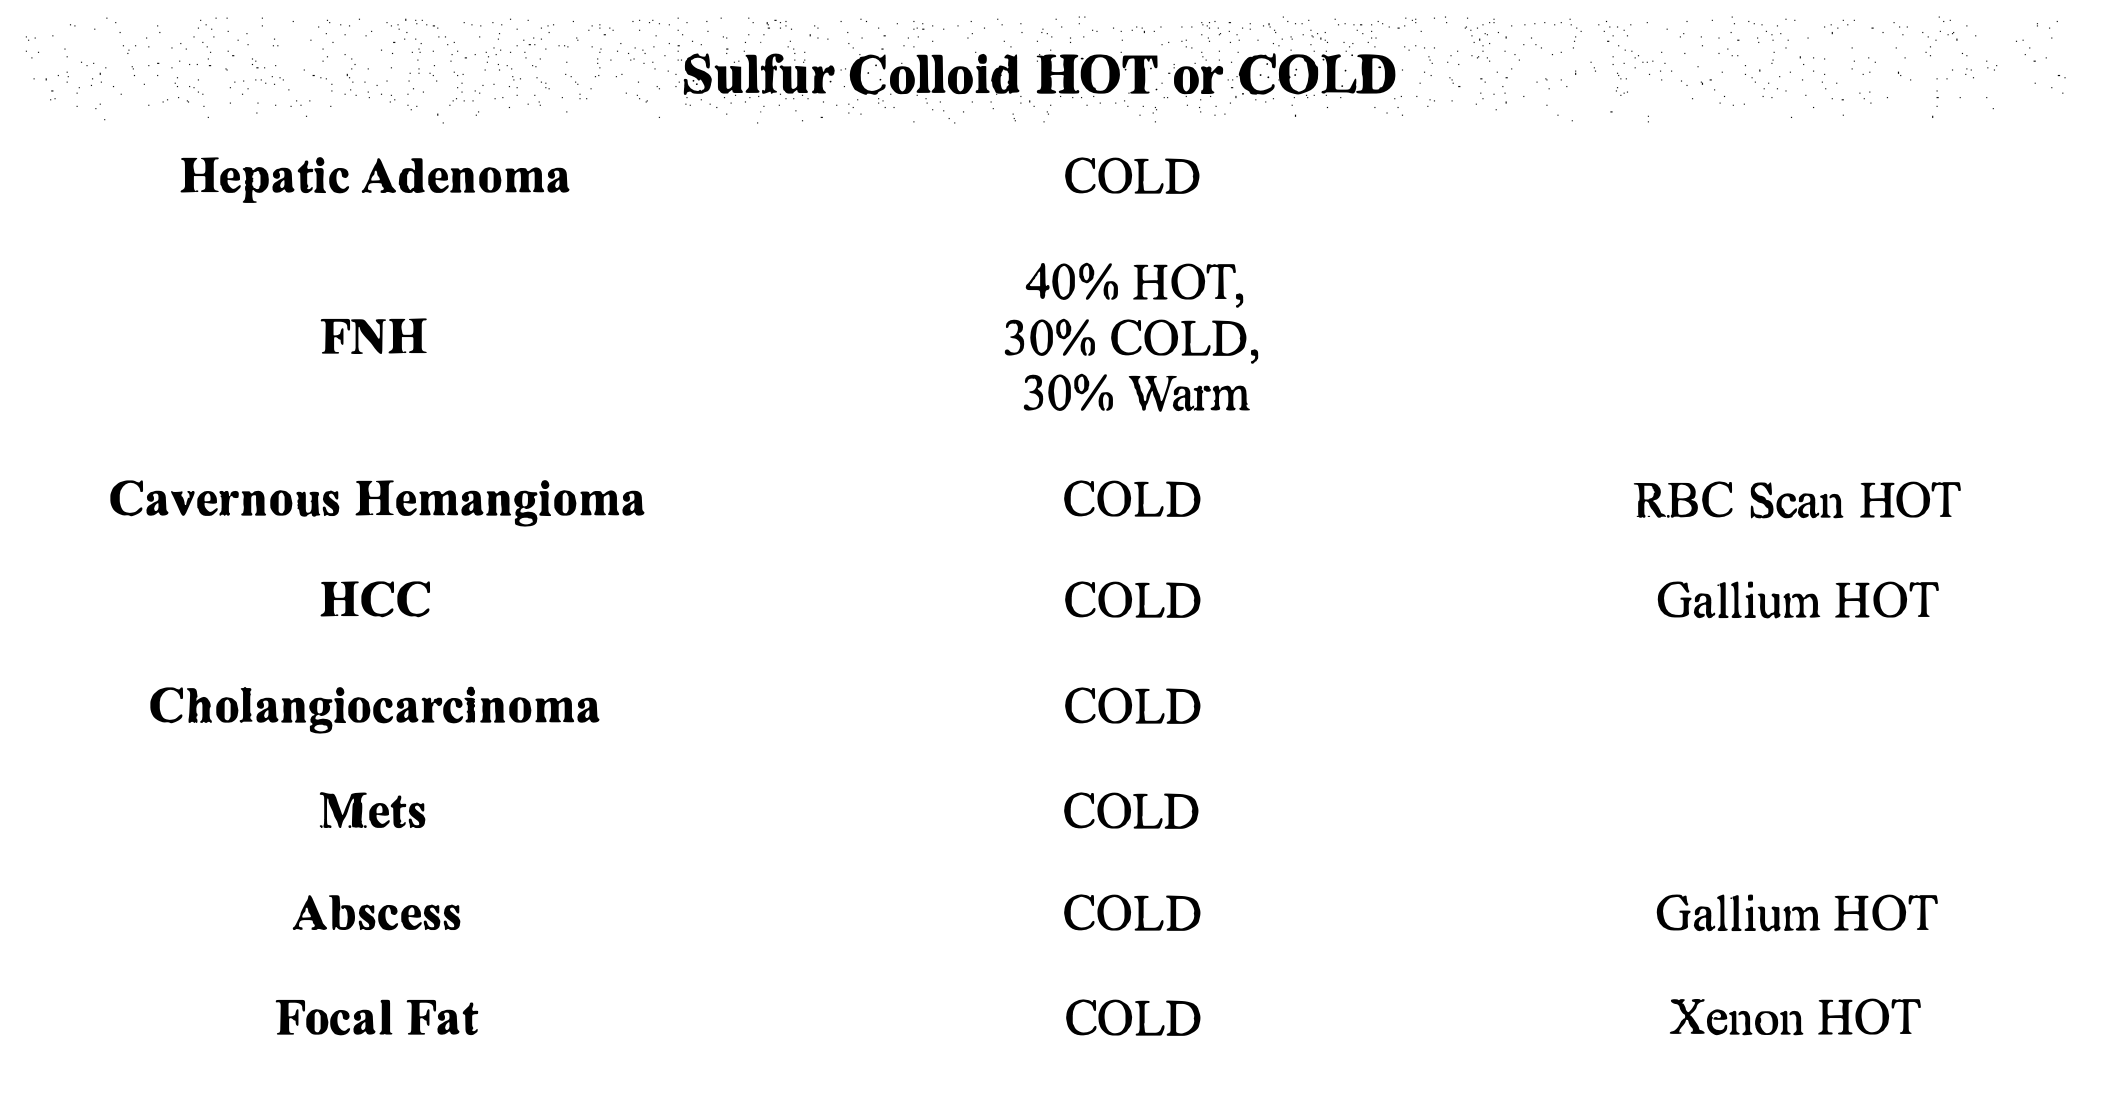 Sulfur Colloid HOT or COLD
Hepatic Adenoma COLD
FNH 40% HOT,
30% COLD,
30% Warm
Cavernous Hemangioma COLD RBC Scan HOT
HCC COLD Gallium HOT
Cholangiocarcinoma COLD
Mets COLD
Abscess COLD Gallium HOT
Focal Fat COLD Xenon HOT